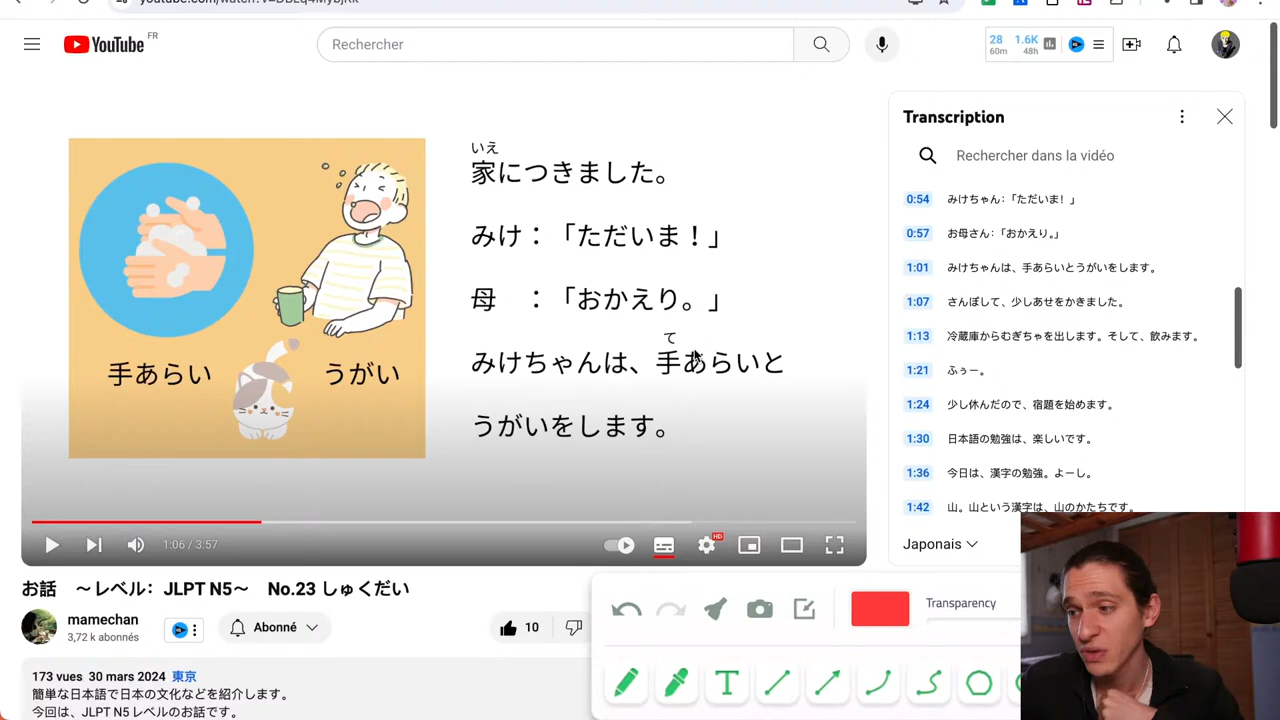 YouTube FR
Rechercher
28 1.6K
60m 48h
いえ
家につきました。
みけ：「ただいま！」
母　：「おかえり。」
て
みけちゃんは、手あらいと
うがいをします。
手あらい
うがい
1:06 / 3:57
HD
お話　～レベル：JLPT N5～　No.23 しゅくだい
mamechan
3,72 k abonnés
Abonné
10
173 vues 30 mars 2024 東京
簡単な日本語で日本の文化などを紹介します。
今回は、JLPT N5 レベルのお話です。
Transcription
Rechercher dans la vidéo
0:54 みけちゃん：「ただいま！」
0:57 お母さん：「おかえり。」
1:01 みけちゃんは、手あらいとうがいをします。
1:07 さんぽして、少しあせをかきました。
1:13 冷蔵庫からむぎちゃを出します。そして、飲みます。
1:21 ふぅー。
1:24 少し休んだので、宿題を始めます。
1:30 日本語の勉強は、楽しいです。
1:36 今日は、漢字の勉強。よーし。
1:42 山。山という漢字は、山のかたちです。
Japonais
Transparency
T